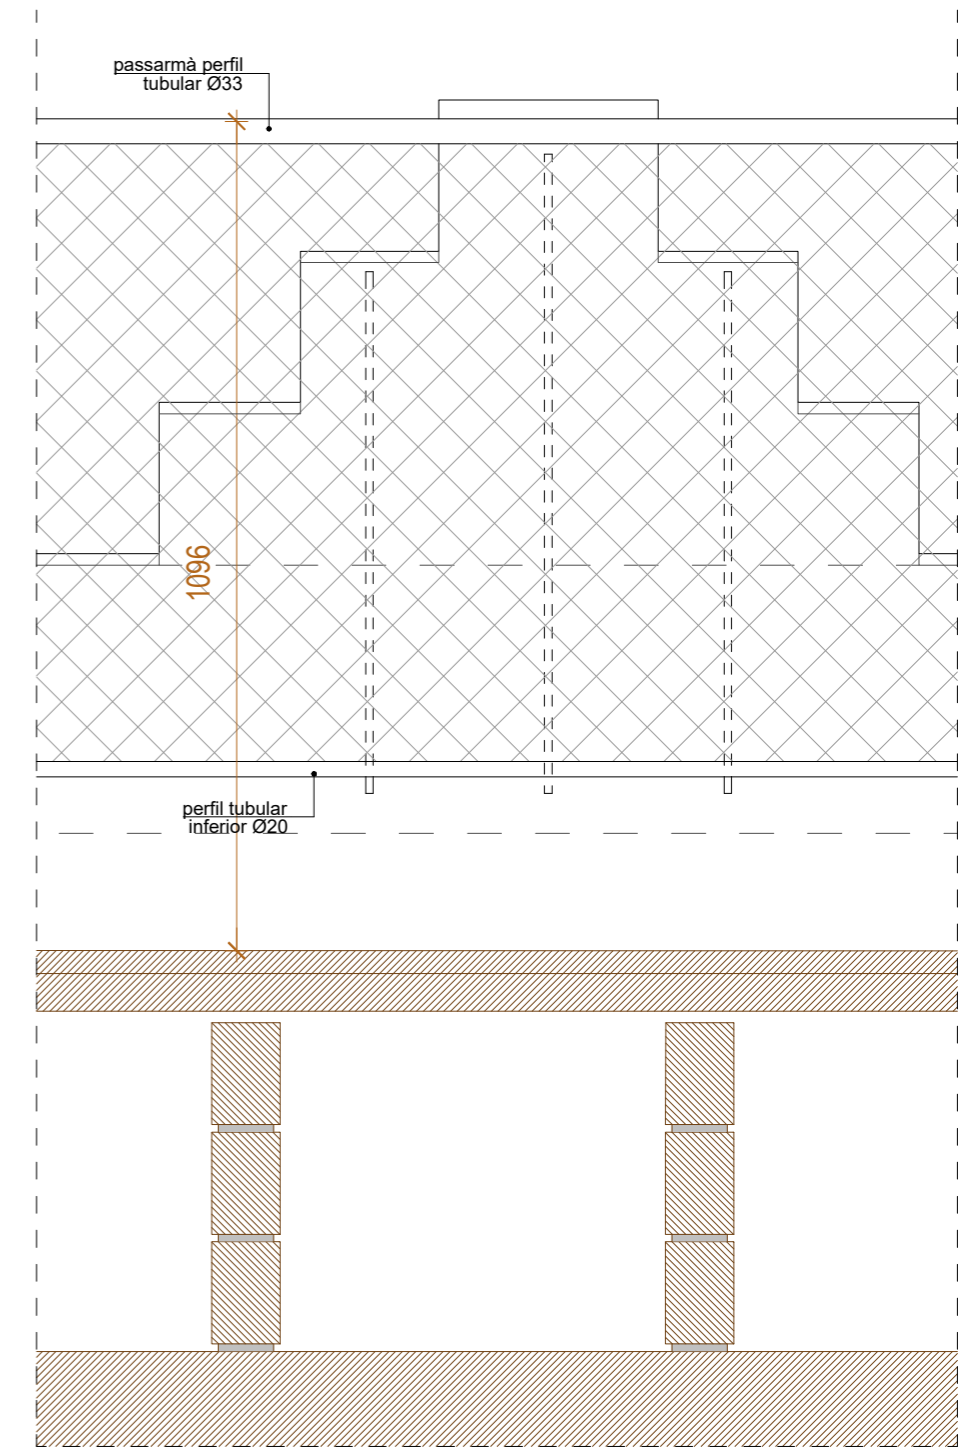 passarmà perfil
tubular Ø33
1096
perfil tubular
inferior Ø20